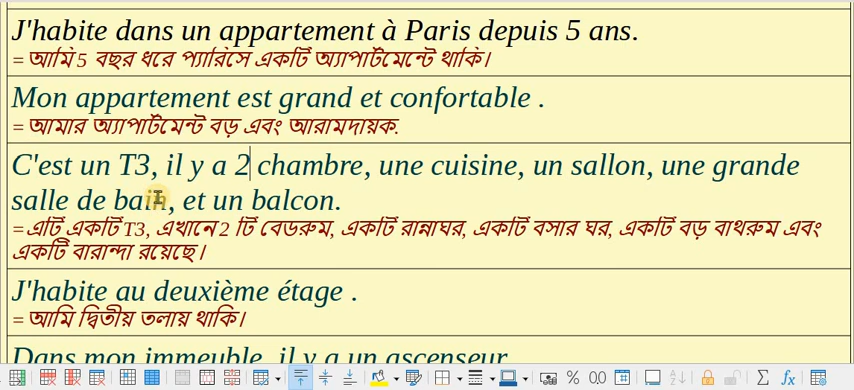 J'habite dans un appartement à Paris depuis 5 ans.
= আমি 5 বছর ধরে প্যারিসে একটি অ্যাপার্টমেন্টে থাকি।
Mon appartement est grand et confortable .
= আমার অ্যাপার্টমেন্ট বড় এবং আরামদায়ক.
C'est un T3, il y a 2 chambre, une cuisine, un sallon, une grande
salle de bain, et un balcon.
=এটি একটি T3, এখানে 2 টি বেডরুম, একটি রান্নাঘর, একটি বসার ঘর, একটি বড় বাথরুম এবং
একটি বারান্দা রয়েছে।
J'habite au deuxième étage .
= আমি দ্বিতীয় তলায় থাকি।
Dans mon immeuble, il y a un ascenseur